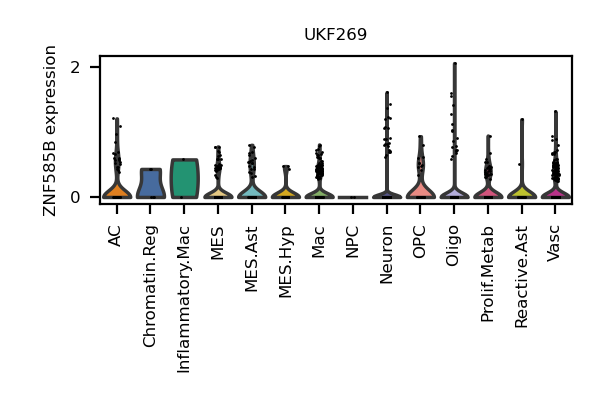 UKF269
ZNF585B expression
2
0
AC
Chromatin.Reg
Inflammatory.Mac
MES
MES.Ast
MES.Hyp
Mac
NPC
Neuron
OPC
Oligo
Prolif.Metab
Reactive.Ast
Vasc